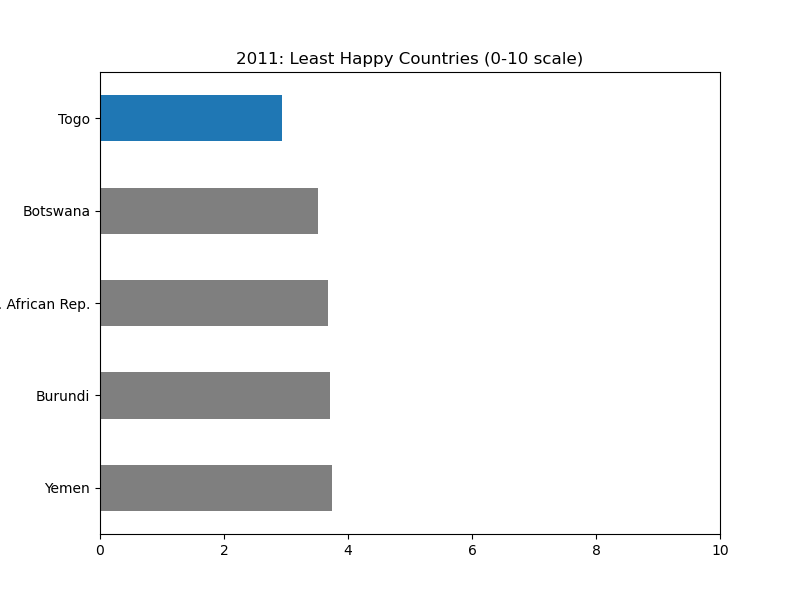 2011: Least Happy Countries (0-10 scale)
Togo
Botswana
. African Rep.
Burundi
Yemen
0 2 4 6 8 10